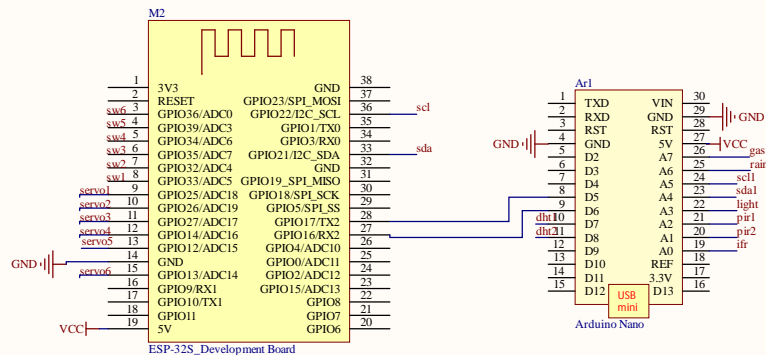 M2
1 3V3 GND 38
2 RESET GPIO23/SPI_MOSI 37
sw6 3 GPIO36/ADC0 GPIO22/I2C_SCL 36 scl
sw5 4 GPIO39/ADC3 GPIO1/TX0 35
sw4 5 GPIO34/ADC6 GPIO3/RX0 34
sw3 6 GPIO35/ADC7 GPIO21/I2C_SDA 33 sda
sw2 7 GPIO32/ADC4 GND 32
sw1 8 GPIO33/ADC5 GPIO19_SPI_MISO 31
servo1 9 GPIO25/ADC18 GPIO18/SPI_SCK 30
servo2 10 GPIO26/ADC19 GPIO5/SPI_SS 29
servo3 11 GPIO27/ADC17 GPIO17/TX2 28
servo4 12 GPIO14/ADC16 GPIO16/RX2 27
servo5 13 GPIO12/ADC15 GPIO4/ADC10 26
GND 14 GND GPIO0/ADC11 25
servo6 15 GPIO13/ADC14 GPIO2/ADC12 24
16 GPIO9/RX1 GPIO15/ADC13 23
17 GPIO10/TX1 GPIO8 22
18 GPIO11 GPIO7 21
VCC 19 5V GPIO6 20
ESP-32S_Development Board
Ar1
1 TXD VIN 30
2 RXD GND 29 GND
3 RST RST 28
GND 4 GND 5V 27 VCC
5 D2 A7 26 gas
6 D3 A6 25 rain
7 D4 A5 24 scl1
8 D5 A4 23 sda1
9 D6 A3 22 light
dht1 10 D7 A2 21 pir1
dht2 11 D8 A1 20 pir2
12 D9 A0 19 ifr
13 D10 REF 18
14 D11 3.3V 17
15 D12 D13 16
USB
mini
Arduino Nano